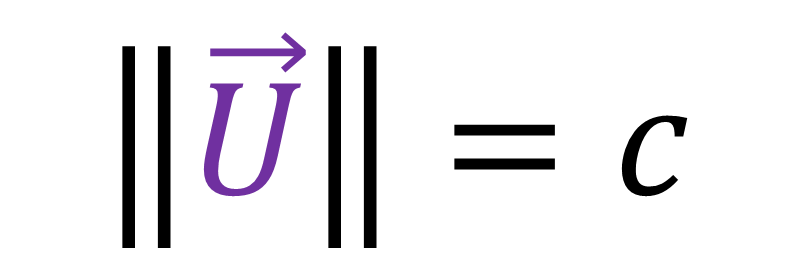 ‖U⃗‖ = c